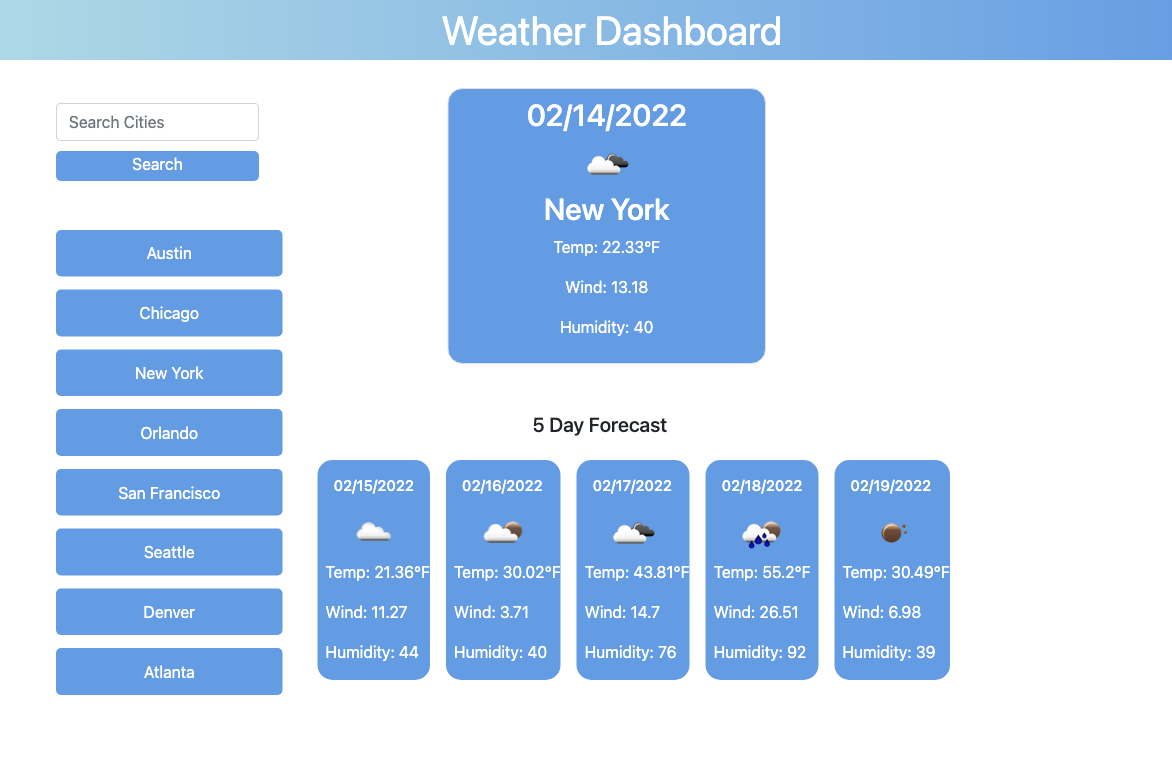 Weather Dashboard
Search Cities
Search
Austin
Chicago
New York
Orlando
San Francisco
Seattle
Denver
Atlanta
02/14/2022
New York
Temp: 22.33°F
Wind: 13.18
Humidity: 40
5 Day Forecast
02/15/2022
Temp: 21.36°F
Wind: 11.27
Humidity: 44
02/16/2022
Temp: 30.02°F
Wind: 3.71
Humidity: 40
02/17/2022
Temp: 43.81°F
Wind: 14.7
Humidity: 76
02/18/2022
Temp: 55.2°F
Wind: 26.51
Humidity: 92
02/19/2022
Temp: 30.49°F
Wind: 6.98
Humidity: 39